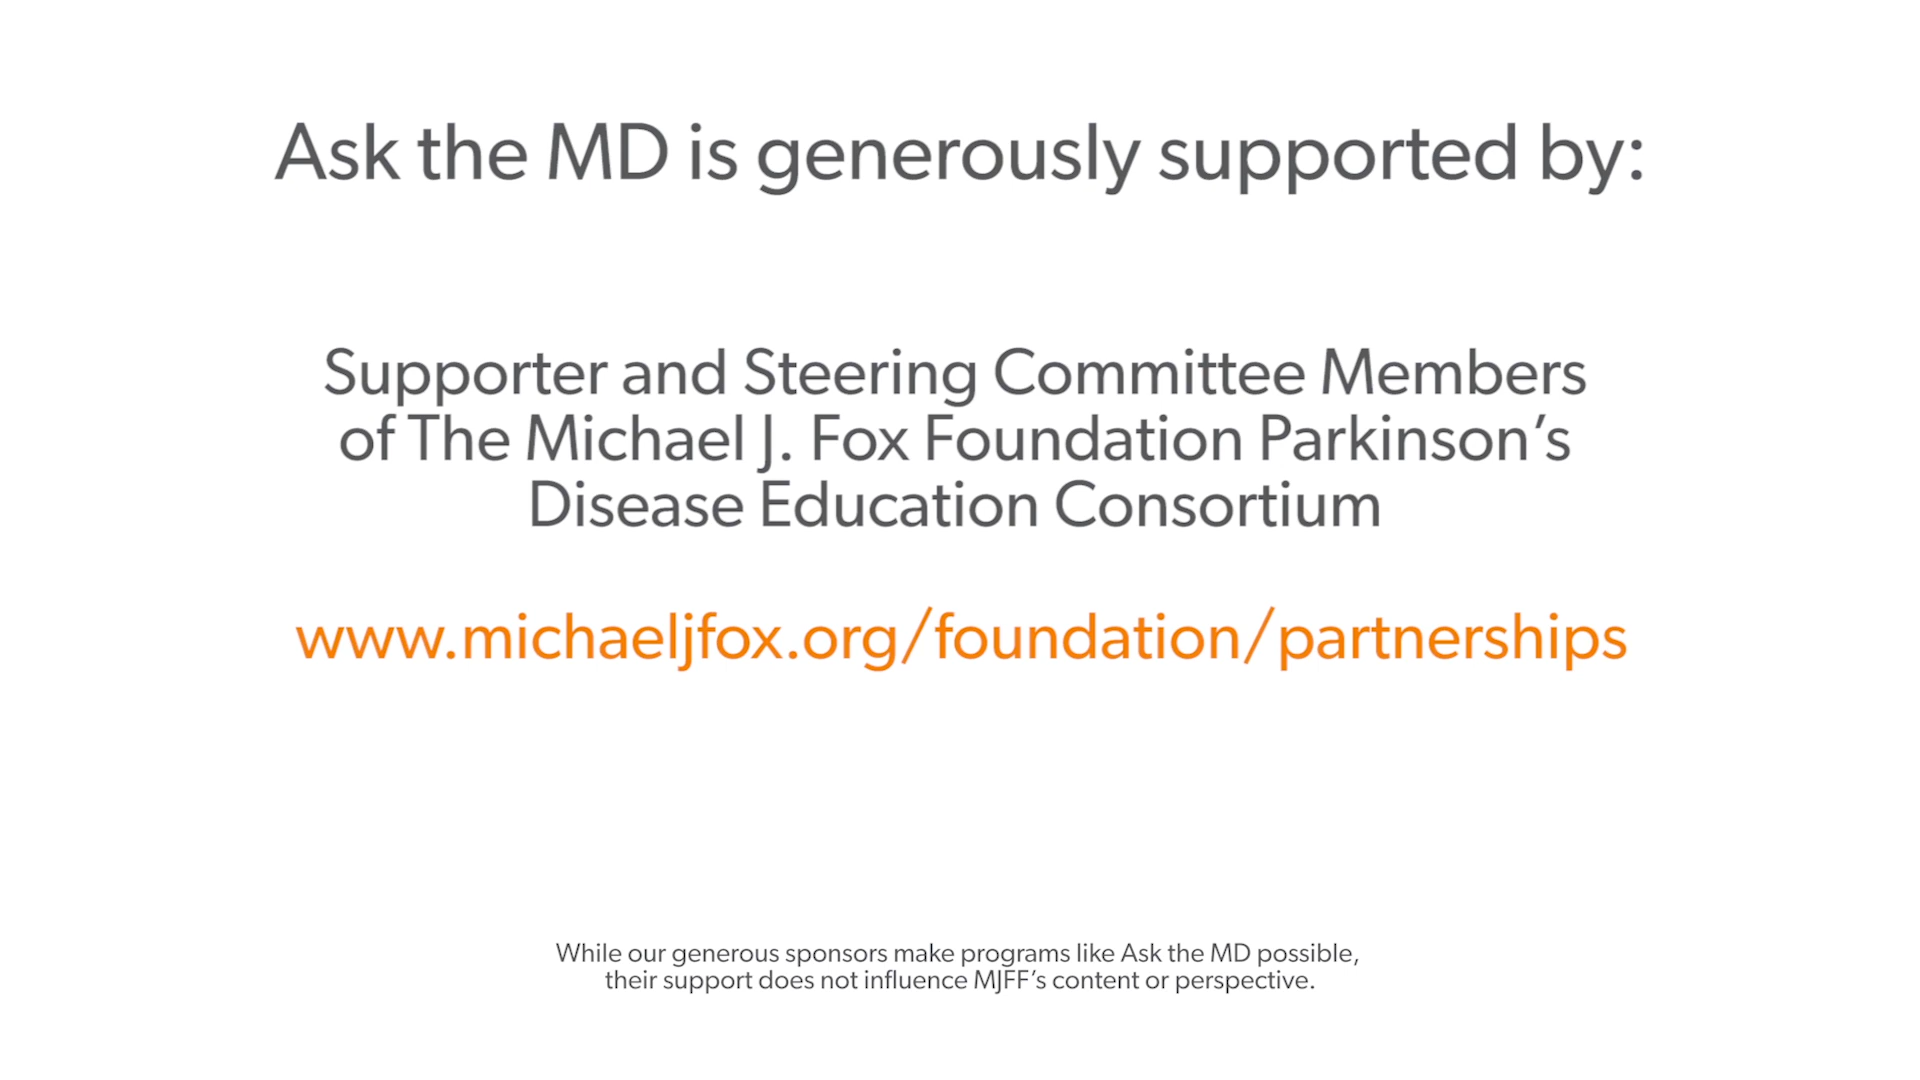 Ask the MD is generously supported by:
Supporter and Steering Committee Members
of The Michael J. Fox Foundation Parkinson’s
Disease Education Consortium
www.michaeljfox.org/foundation/partnerships
While our generous sponsors make programs like Ask the MD possible,
their support does not influence MJFF’s content or perspective.